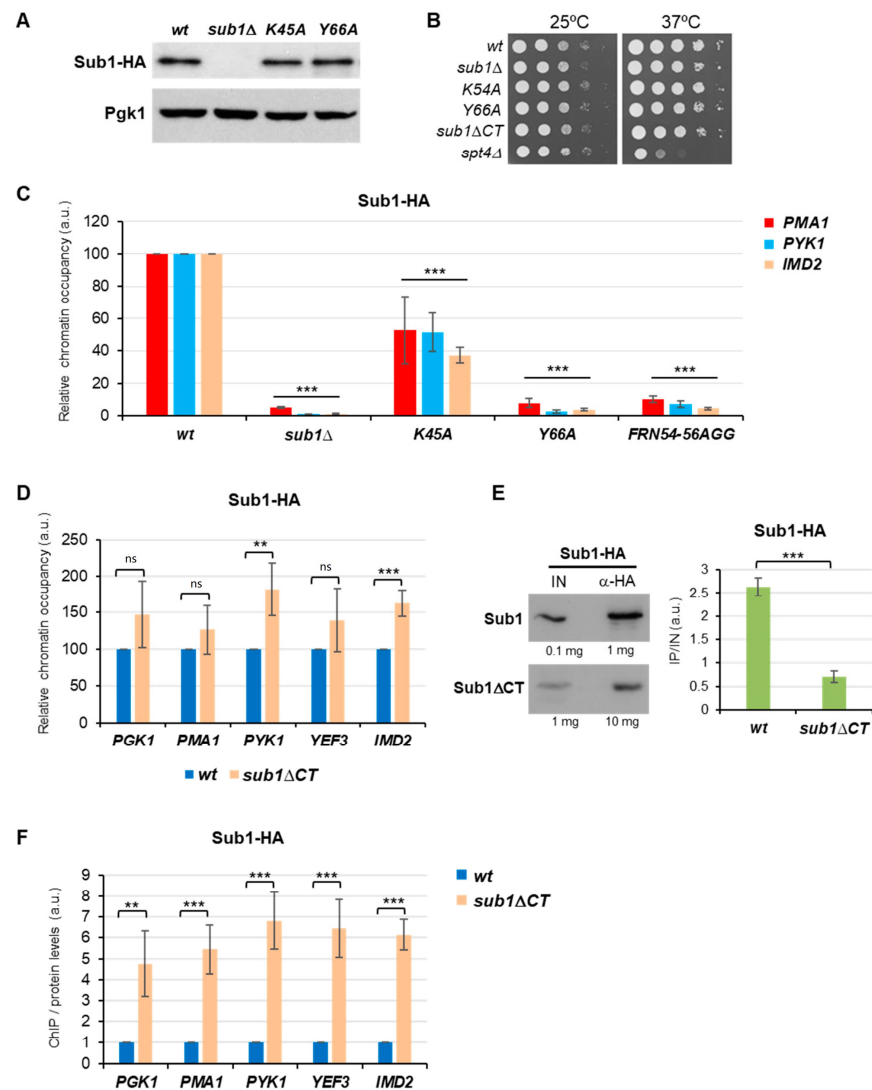 A
wt sub1Δ K45A Y66A
Sub1-HA
Pgk1
B
25ºC 37ºC
wt
sub1Δ
K54A
Y66A
sub1ΔCT
spt4Δ
C
Sub1-HA
Relative chromatin occupancy (a.u.)
120
100
80
60
40
20
0
*** *** *** ***
wt sub1Δ K45A Y66A FRN54-56AGG
PMA1
PYK1
IMD2
D
Sub1-HA
Relative chromatin occupancy (a.u.)
250
200
150
100
50
0
ns ns ** ns ***
PGK1 PMA1 PYK1 YEF3 IMD2
wt sub1ΔCT
E
Sub1-HA
IN α-HA
Sub1
0.1 mg 1 mg
Sub1ΔCT
1 mg 10 mg
Sub1-HA
***
IP/IN (a.u.)
3
2.5
2
1.5
1
0.5
0
wt sub1ΔCT
F
Sub1-HA
ChIP / protein levels (a.u.)
9
8
7
6
5
4
3
2
1
0
** *** *** *** ***
PGK1 PMA1 PYK1 YEF3 IMD2
wt
sub1ΔCT